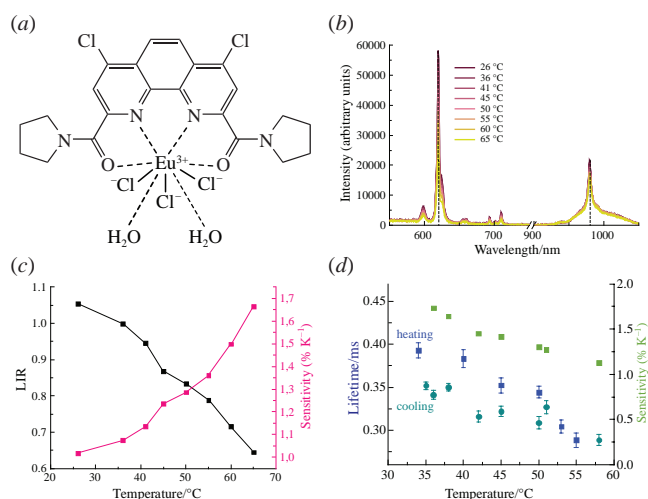 (a)
Cl
Cl
N
N
N
N
O
O
Eu³⁺
⁻Cl
Cl⁻
Cl⁻
H₂O
H₂O
(b)
60000
50000
40000
30000
20000
10000
0
Intensity (arbitrary units)
26 °C
36 °C
41 °C
45 °C
50 °C
55 °C
60 °C
65 °C
600
700
900
1000
Wavelength/nm
(c)
1.1
1.0
0.9
0.8
0.7
0.6
LIR
1,7
1,6
1,5
1,4
1,3
1,2
1,1
1,0
Sensitivity (% K⁻¹)
20
30
40
50
60
70
Temperature/°C
(d)
0.45
0.40
0.35
0.30
Lifetime/ms
heating
cooling
2.0
1.5
1.0
0.5
0
Sensitivity (% K⁻¹)
30
35
40
45
50
55
60
Temperature/°C